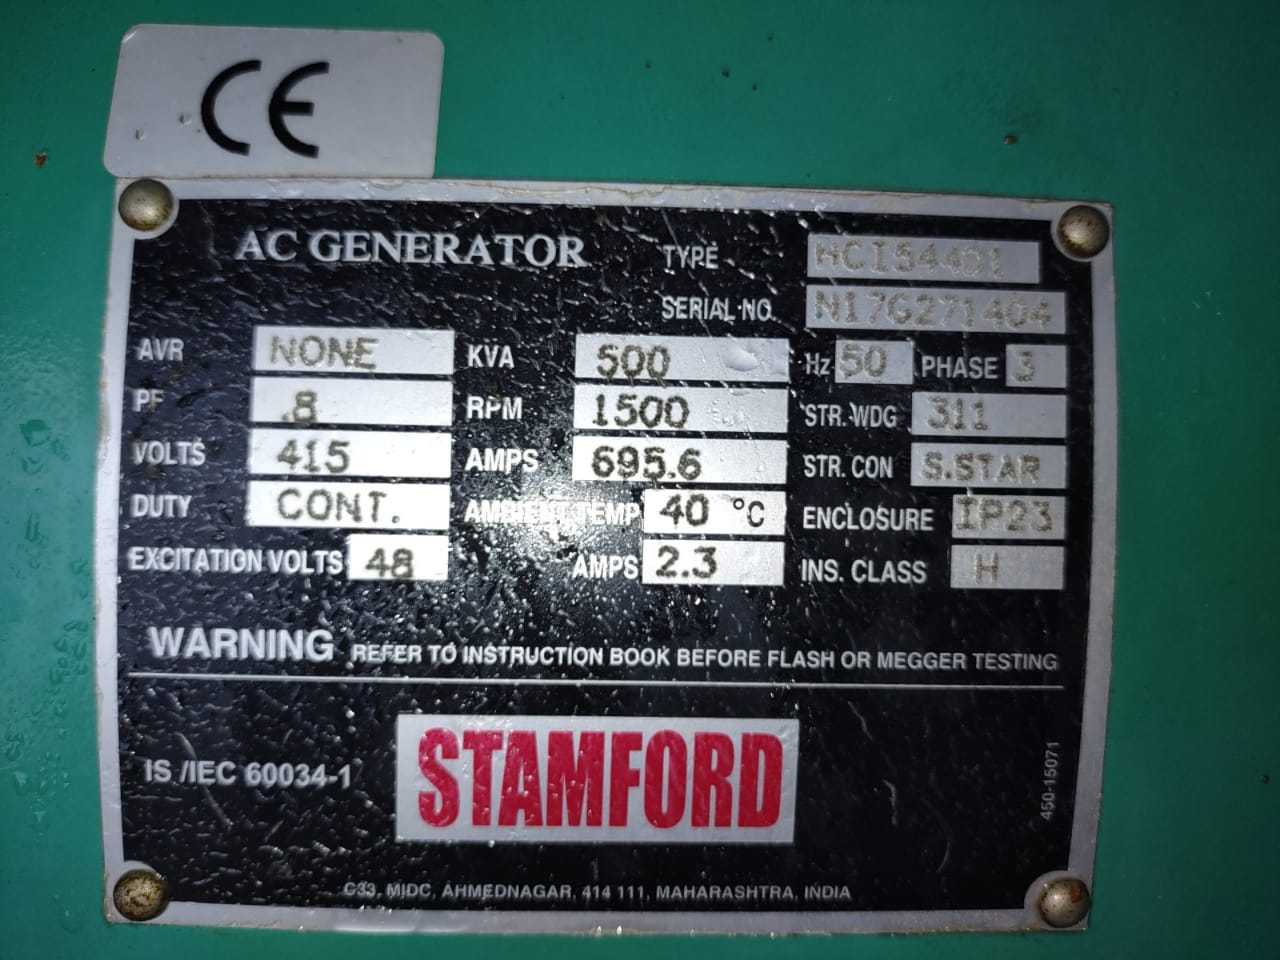 CE
AC GENERATOR TYPE HCI544D1
SERIAL NO. N17G271404
AVR NONE KVA 500 Hz 50 PHASE 3
PF .8 RPM 1500 STR. WDG 311
VOLTS 415 AMPS 695.6 STR. CON S.STAR
DUTY CONT. AMBIENT TEMP 40 °C ENCLOSURE IP23
EXCITATION VOLTS 48 AMPS 2.3 INS. CLASS H
WARNING REFER TO INSTRUCTION BOOK BEFORE FLASH OR MEGGER TESTING
IS /IEC 60034-1 STAMFORD
450-15071
C33, MIDC, AHMEDNAGAR, 414 111, MAHARASHTRA, INDIA